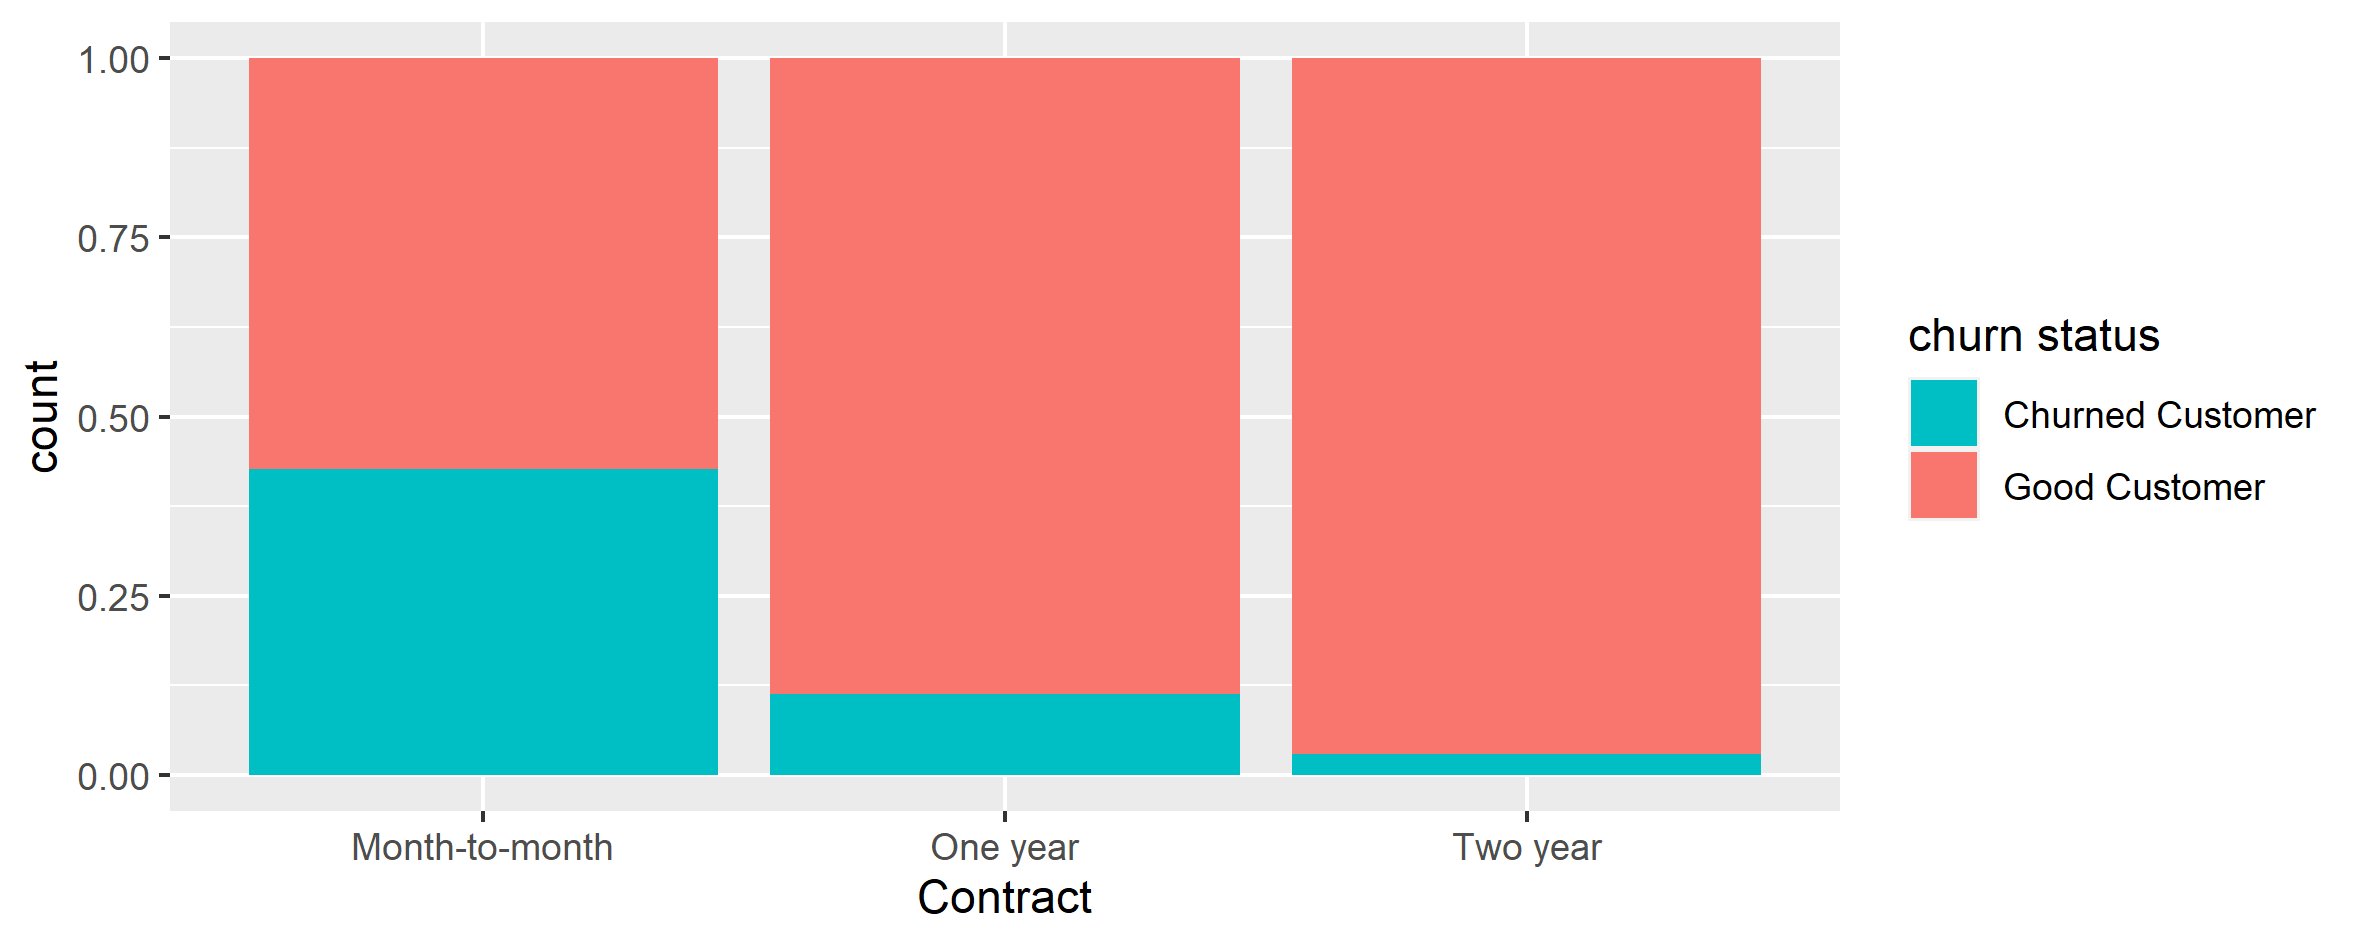 1.00
0.75
0.50
0.25
0.00
count
Month-to-month
One year
Two year
Contract
churn status
Churned Customer
Good Customer